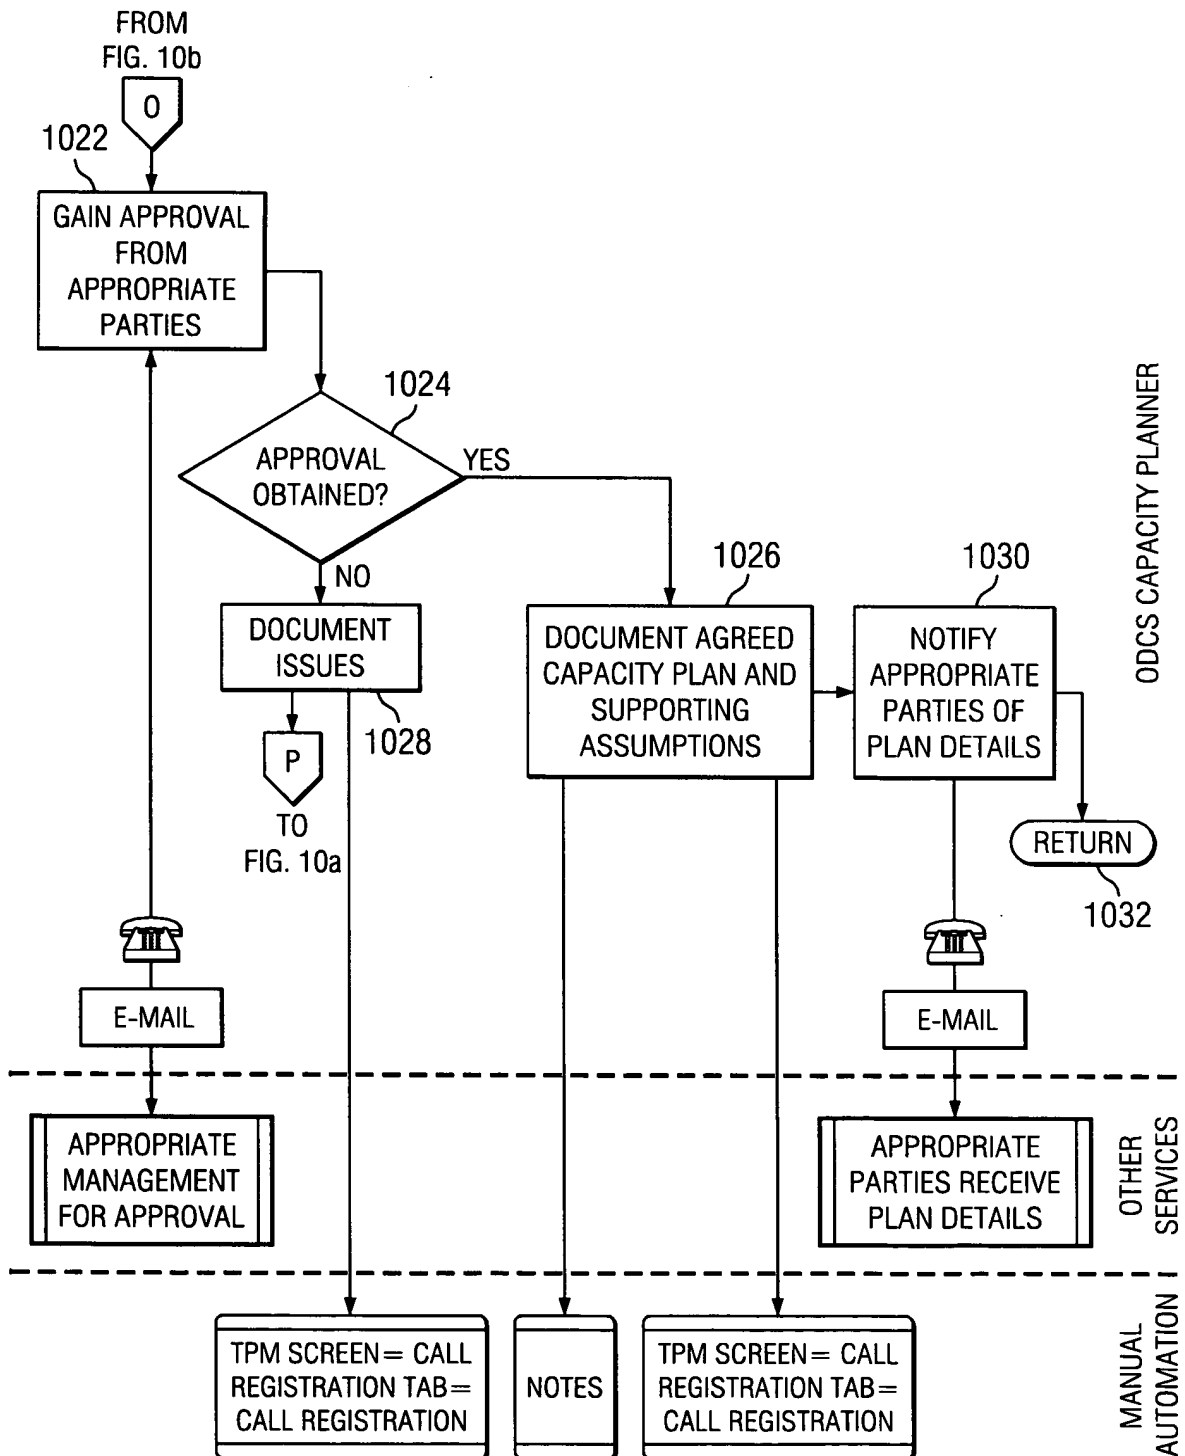 FROM
FIG. 10b
O
1022
GAIN APPROVAL
FROM
APPROPRIATE
PARTIES
1024
APPROVAL
OBTAINED?
YES
NO
DOCUMENT
ISSUES
1028
P
TO
FIG. 10a
1026
DOCUMENT AGREED
CAPACITY PLAN AND
SUPPORTING
ASSUMPTIONS
1030
NOTIFY
APPROPRIATE
PARTIES OF
PLAN DETAILS
RETURN
1032
ODCS CAPACITY PLANNER
E-MAIL
E-MAIL
APPROPRIATE
MANAGEMENT
FOR APPROVAL
APPROPRIATE
PARTIES RECEIVE
PLAN DETAILS
OTHER
SERVICES
TPM SCREEN= CALL
REGISTRATION TAB=
CALL REGISTRATION
NOTES
TPM SCREEN= CALL
REGISTRATION TAB=
CALL REGISTRATION
MANUAL
AUTOMATION